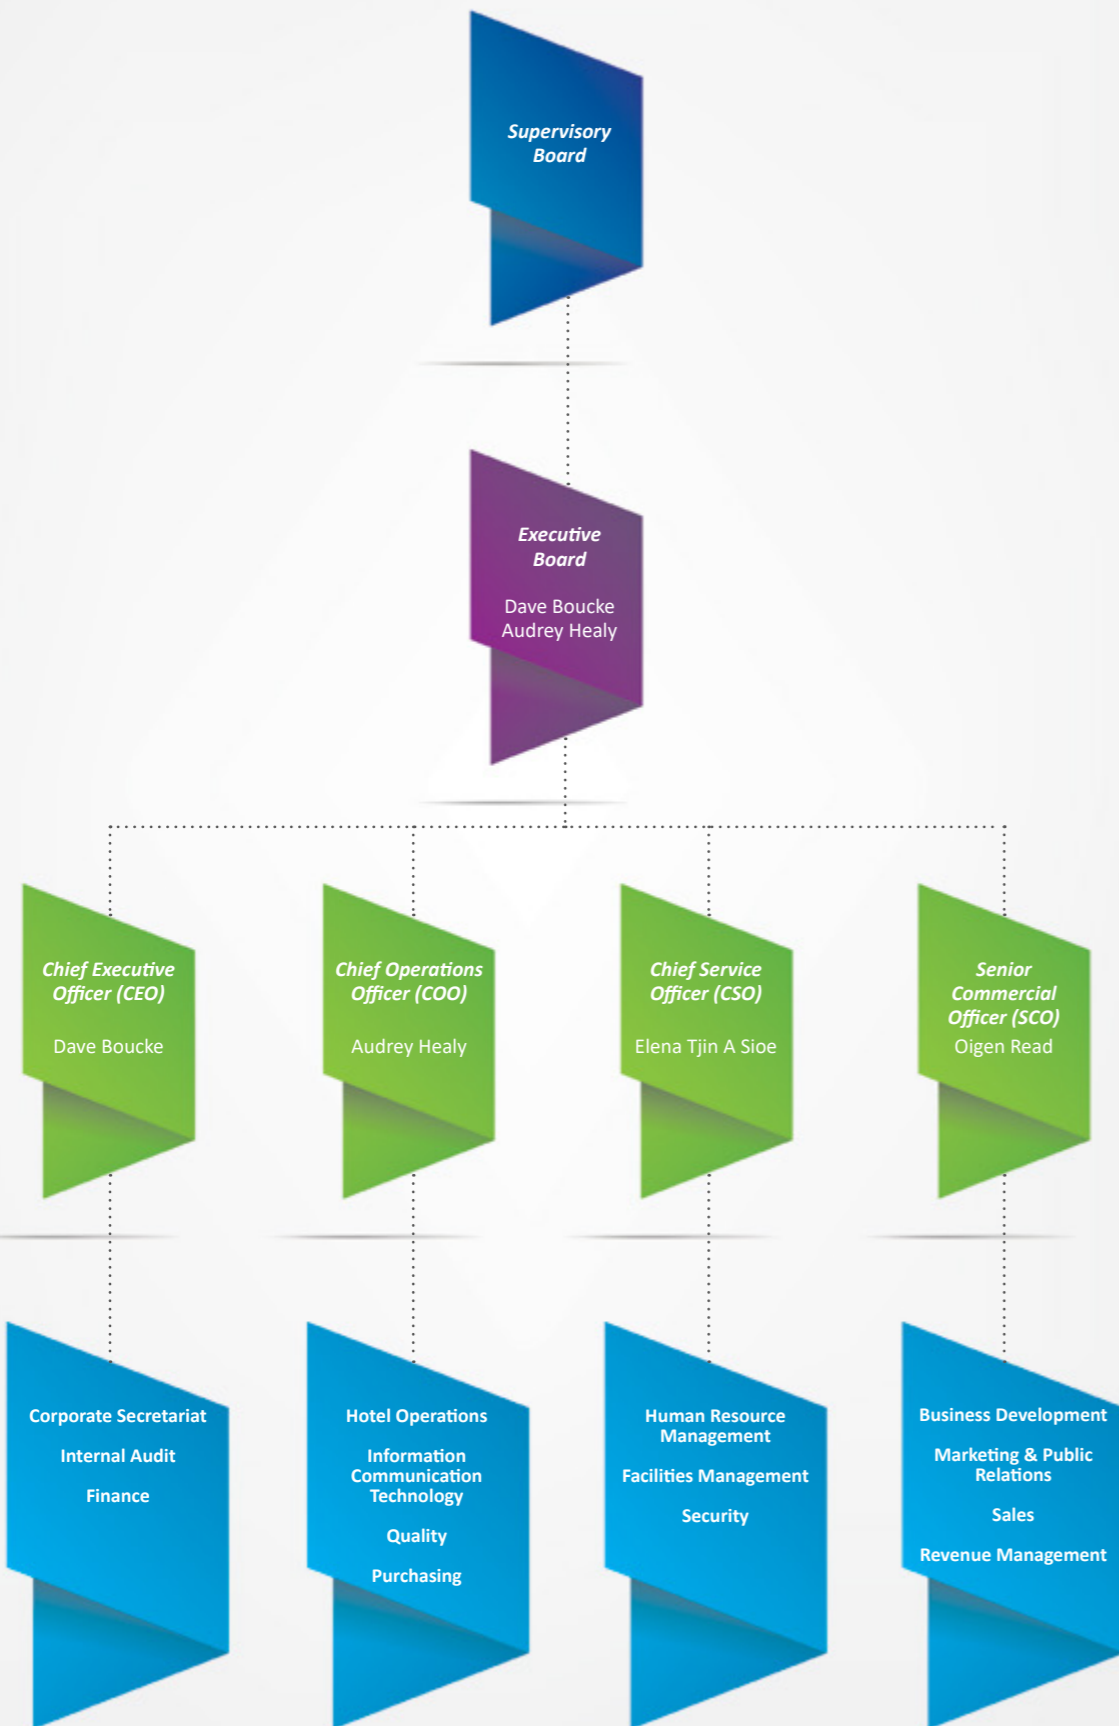 Supervisory
Board
Executive
Board
Dave Boucke
Audrey Healy
Chief Executive
Officer (CEO)
Dave Boucke
Chief Operations
Officer (COO)
Audrey Healy
Chief Service
Officer (CSO)
Elena Tjin A Sioe
Senior
Commercial
Officer (SCO)
Oigen Read
Corporate Secretariat
Internal Audit
Finance
Hotel Operations
Information
Communication
Technology
Quality
Purchasing
Human Resource
Management
Facilities Management
Security
Business Development
Marketing & Public
Relations
Sales
Revenue Management